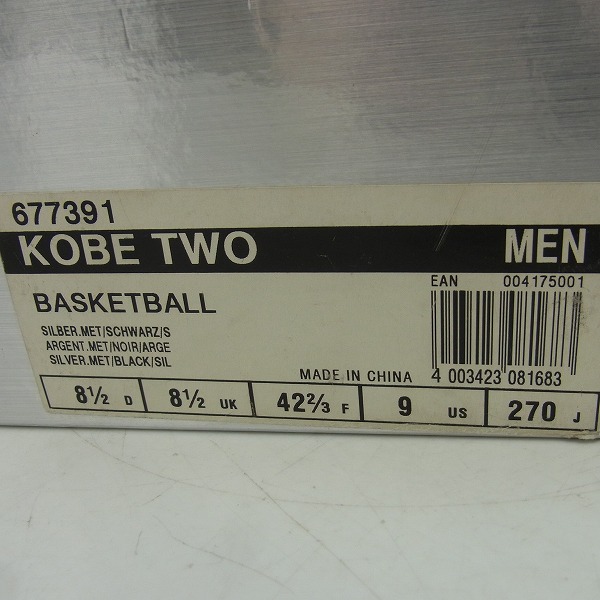 677391
KOBE TWO MEN
EAN 004175001
BASKETBALL
SILBER.MET/SCHWARZ/S
ARGENT.MET/NOIR/ARGE
SILVER.MET/BLACK/SIL
MADE IN CHINA 4 003423 081683
8½ D 8½ UK 42⅔ F 9 US 270 J